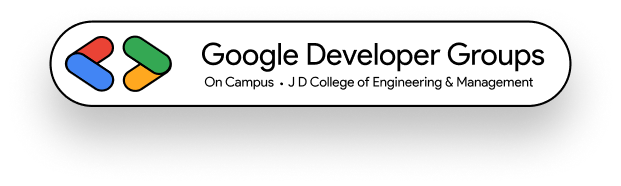 Google Developer Groups
On Campus • J D College of Engineering & Management